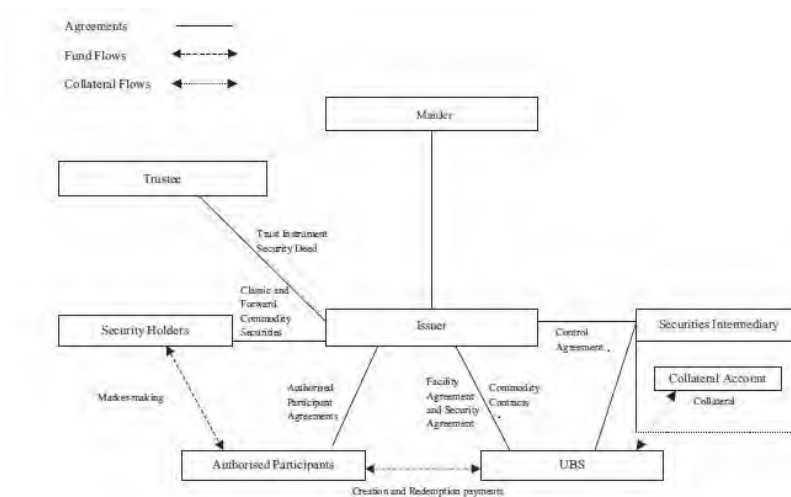 Agreements
Fund Flows
Collateral Flows
Trustee
Trust Instrument
Security Deed
Classic and
Forward
Commodity
Securities
Security Holders
Issuer
Securities Intermediary
Control
Agreement
Collateral Account
Collateral
Market-making
Authorised
Participant
Agreements
Facility
Agreement
and Security
Agreement
Commodity
Contracts
Authorised Participants
UBS
Creation and Redemption payments